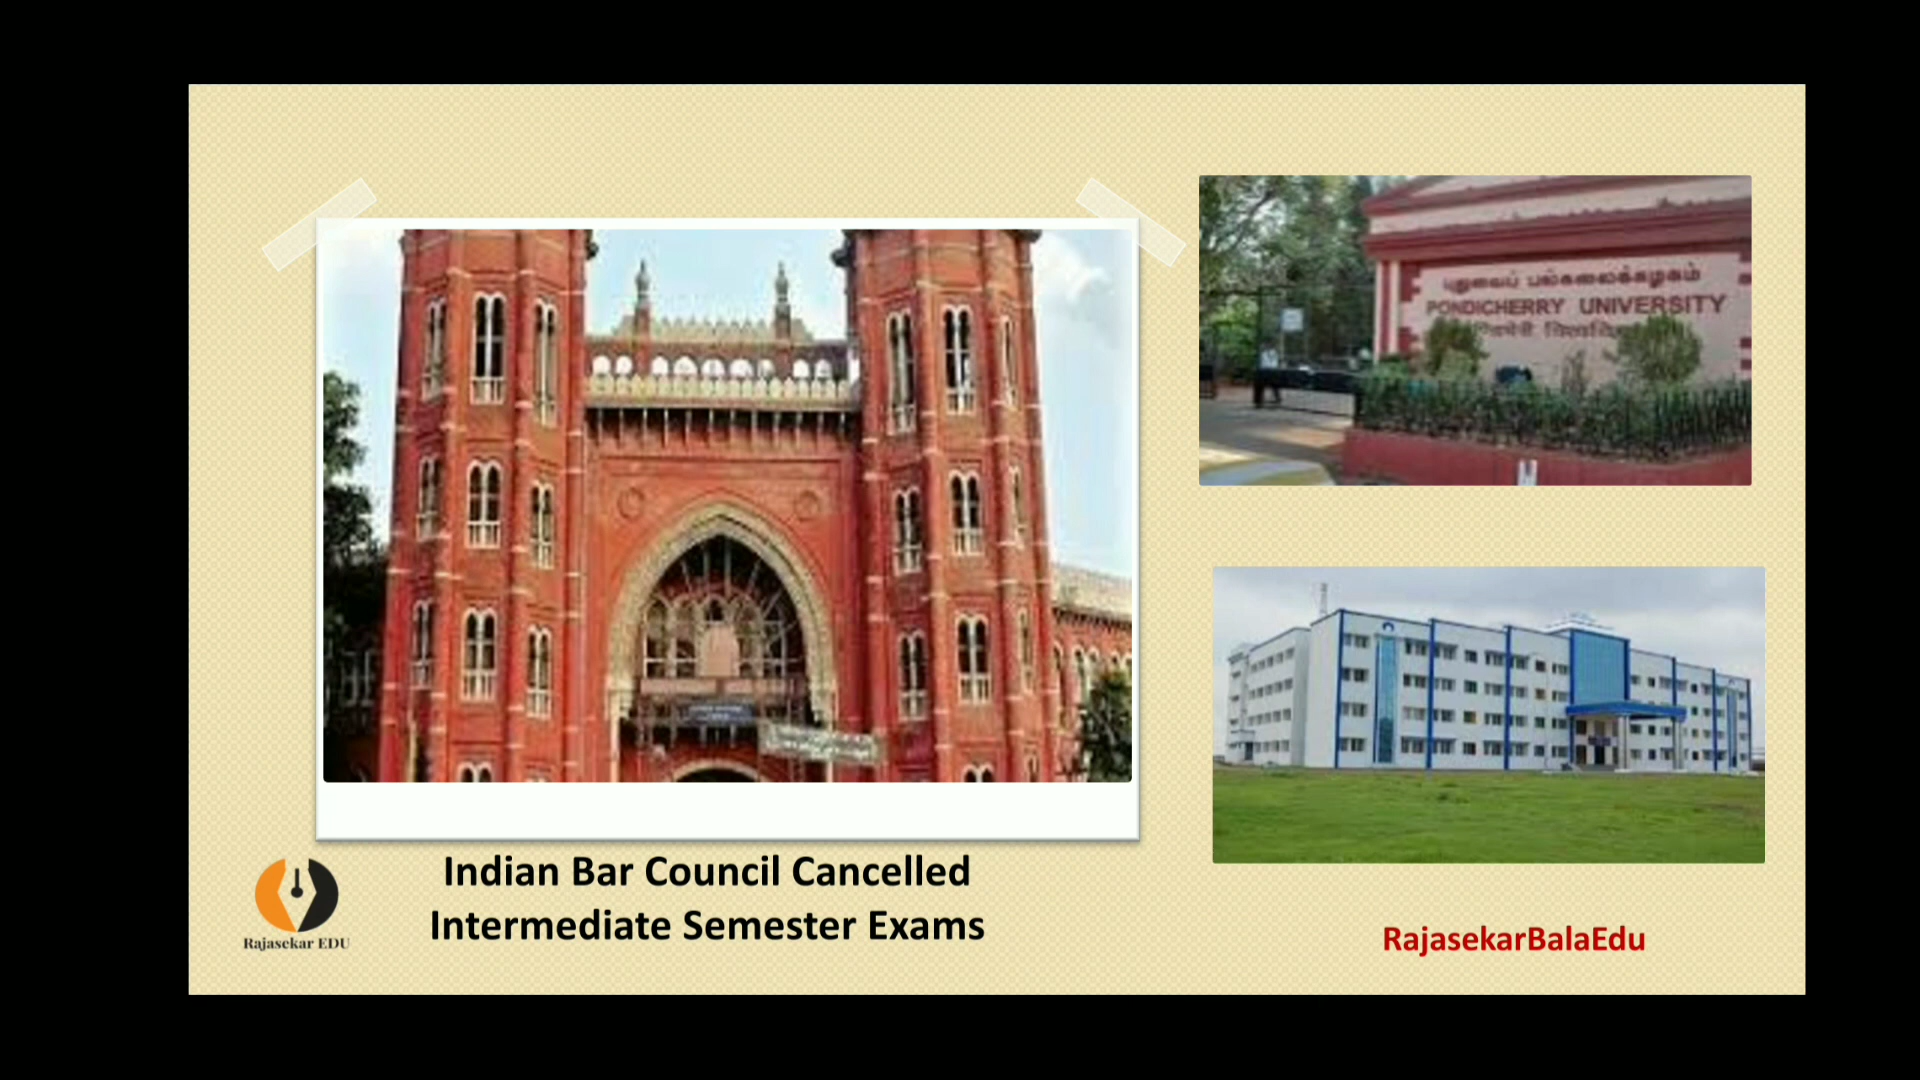 புதுவைப் பல்கலைக்கழகம்
PONDICHERRY UNIVERSITY
Indian Bar Council Cancelled
Intermediate Semester Exams
Rajasekar EDU
RajasekarBalaEdu